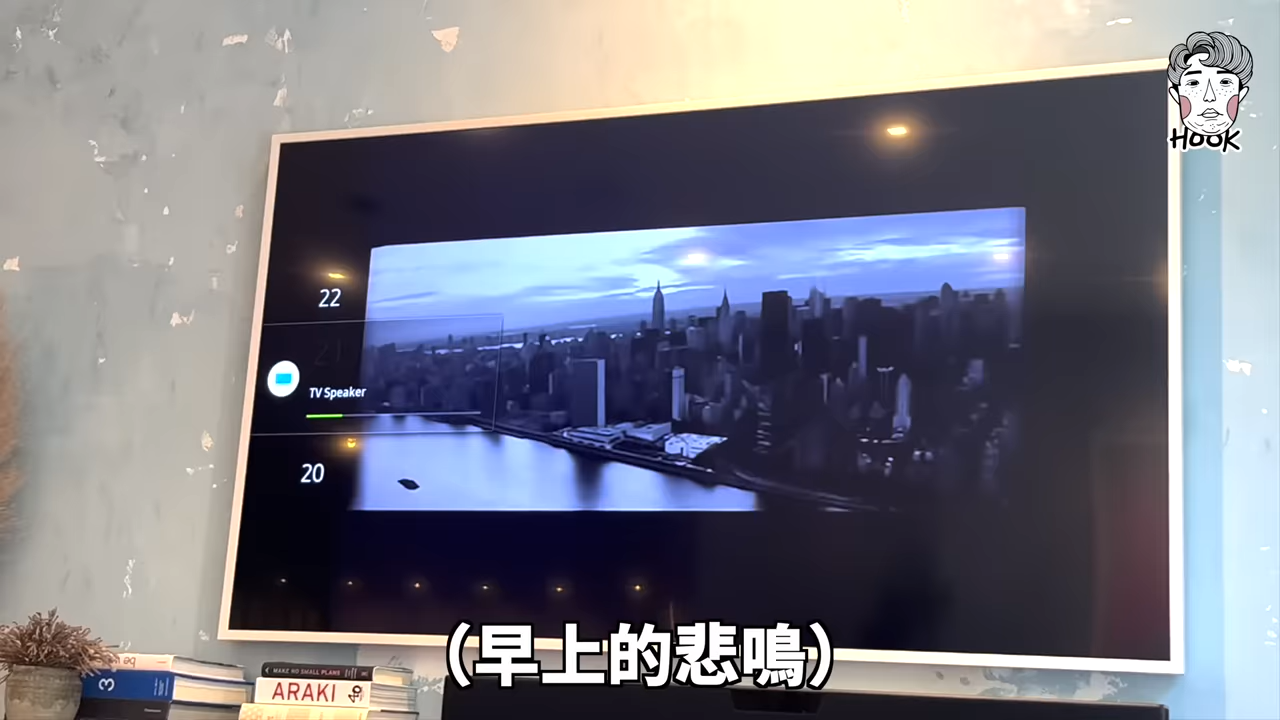 HOOK
22
21
TV Speaker
20
3
MAKE NO SMALL PLANS
ARAKI
(早上的悲鳴)